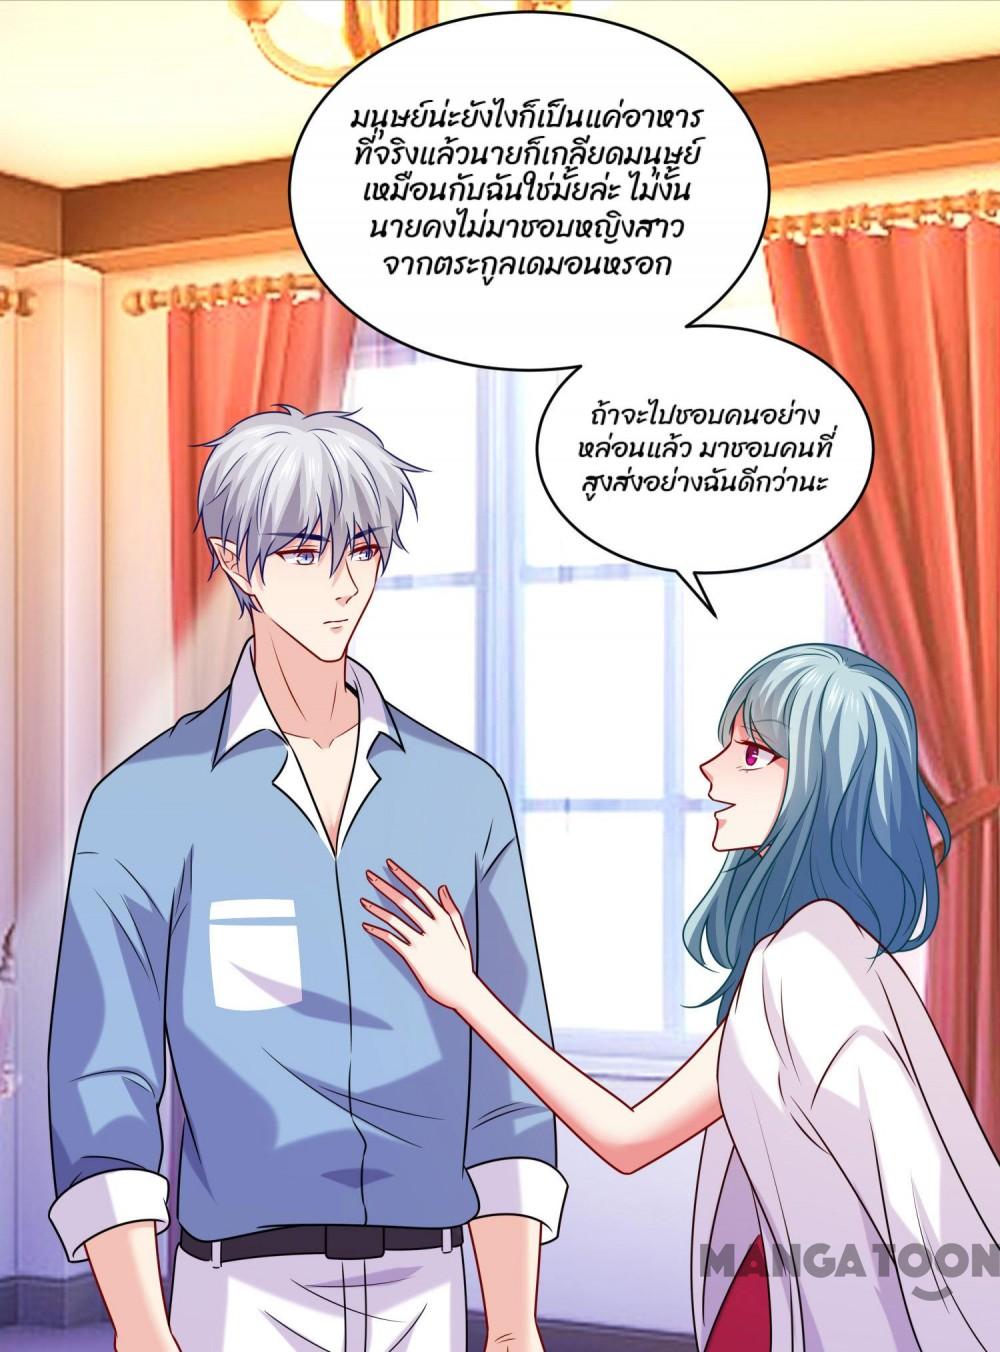 มนุษย์น่ะยังไงก็เป็นแค่อาหาร
ที่จริงแล้วนายก็เกลียดมนุษย์
เหมือนกับฉันใช่มั้ยล่ะ ไม่งั้น
นายคงไม่มาชอบหญิงสาว
จากตระกูลเดมอนหรอก
ถ้าจะไปชอบคนอย่าง
หล่อนแล้ว มาชอบคนที่
สูงส่งอย่างฉันดีกว่านะ
MANGATOON